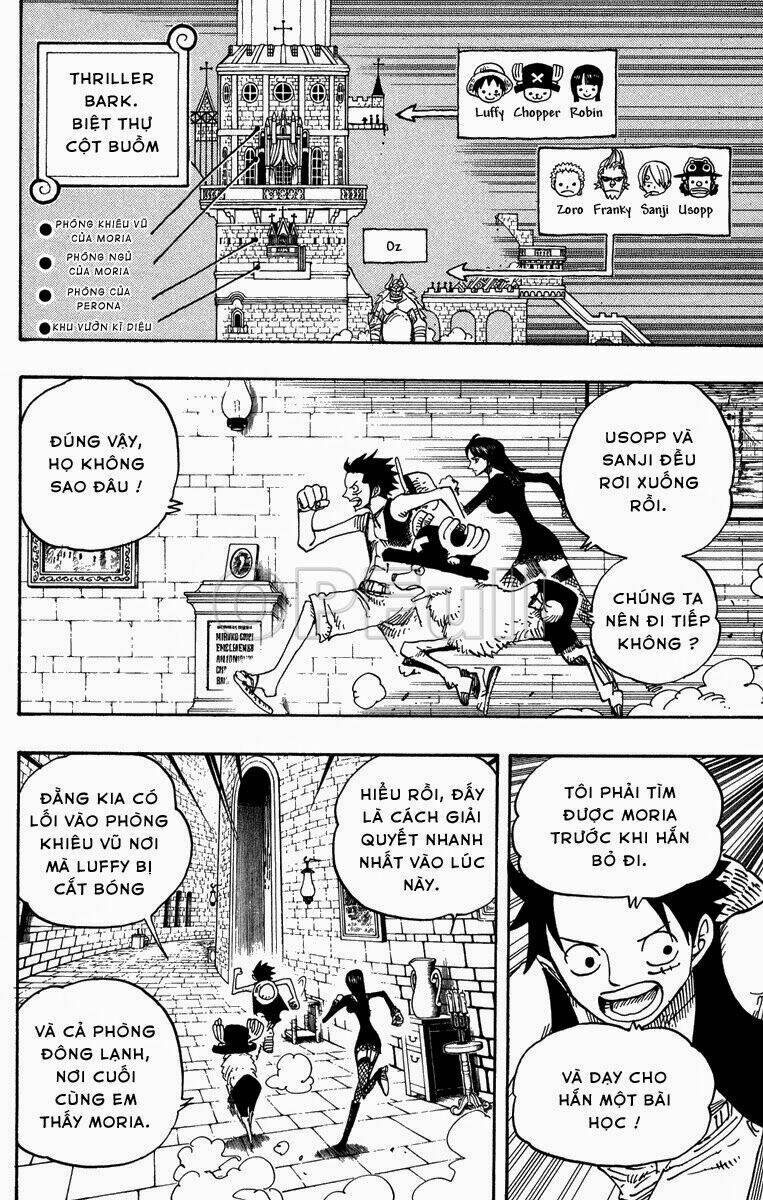 THRILLER
BARK.
BIỆT THỰ
CỘT BUỒM
Luffy Chopper Robin
Zoro Franky Sanji Usopp
Oz
PHÒNG KHIÊU VŨ
CỦA MORIA
PHÒNG NGỦ
CỦA MORIA
PHÒNG CỦA
PERONA
KHU VƯỜN KÌ DIỆU
USOPP VÀ
SANJI ĐỀU
RƠI XUỐNG
RỒI.
CHÚNG TA
NÊN ĐI TIẾP
KHÔNG ?
ĐÚNG VẬY,
HỌ KHÔNG
SAO ĐÂU !
OPFull
TÔI PHẢI TÌM
ĐƯỢC MORIA
TRƯỚC KHI HẮN
BỎ ĐI.
VÀ DẠY CHO
HẮN MỘT BÀI
HỌC !
HIỂU RỒI, ĐẤY
LÀ CÁCH GIẢI
QUYẾT NHANH
NHẤT VÀO LÚC
NÀY.
ĐẰNG KIA CÓ
LỐI VÀO PHÒNG
KHIÊU VŨ NƠI
MÀ LUFFY BỊ
CẮT BÓNG
VÀ CẢ PHÒNG
ĐÔNG LẠNH,
NƠI CUỐI
CÙNG EM
THẤY MORIA.